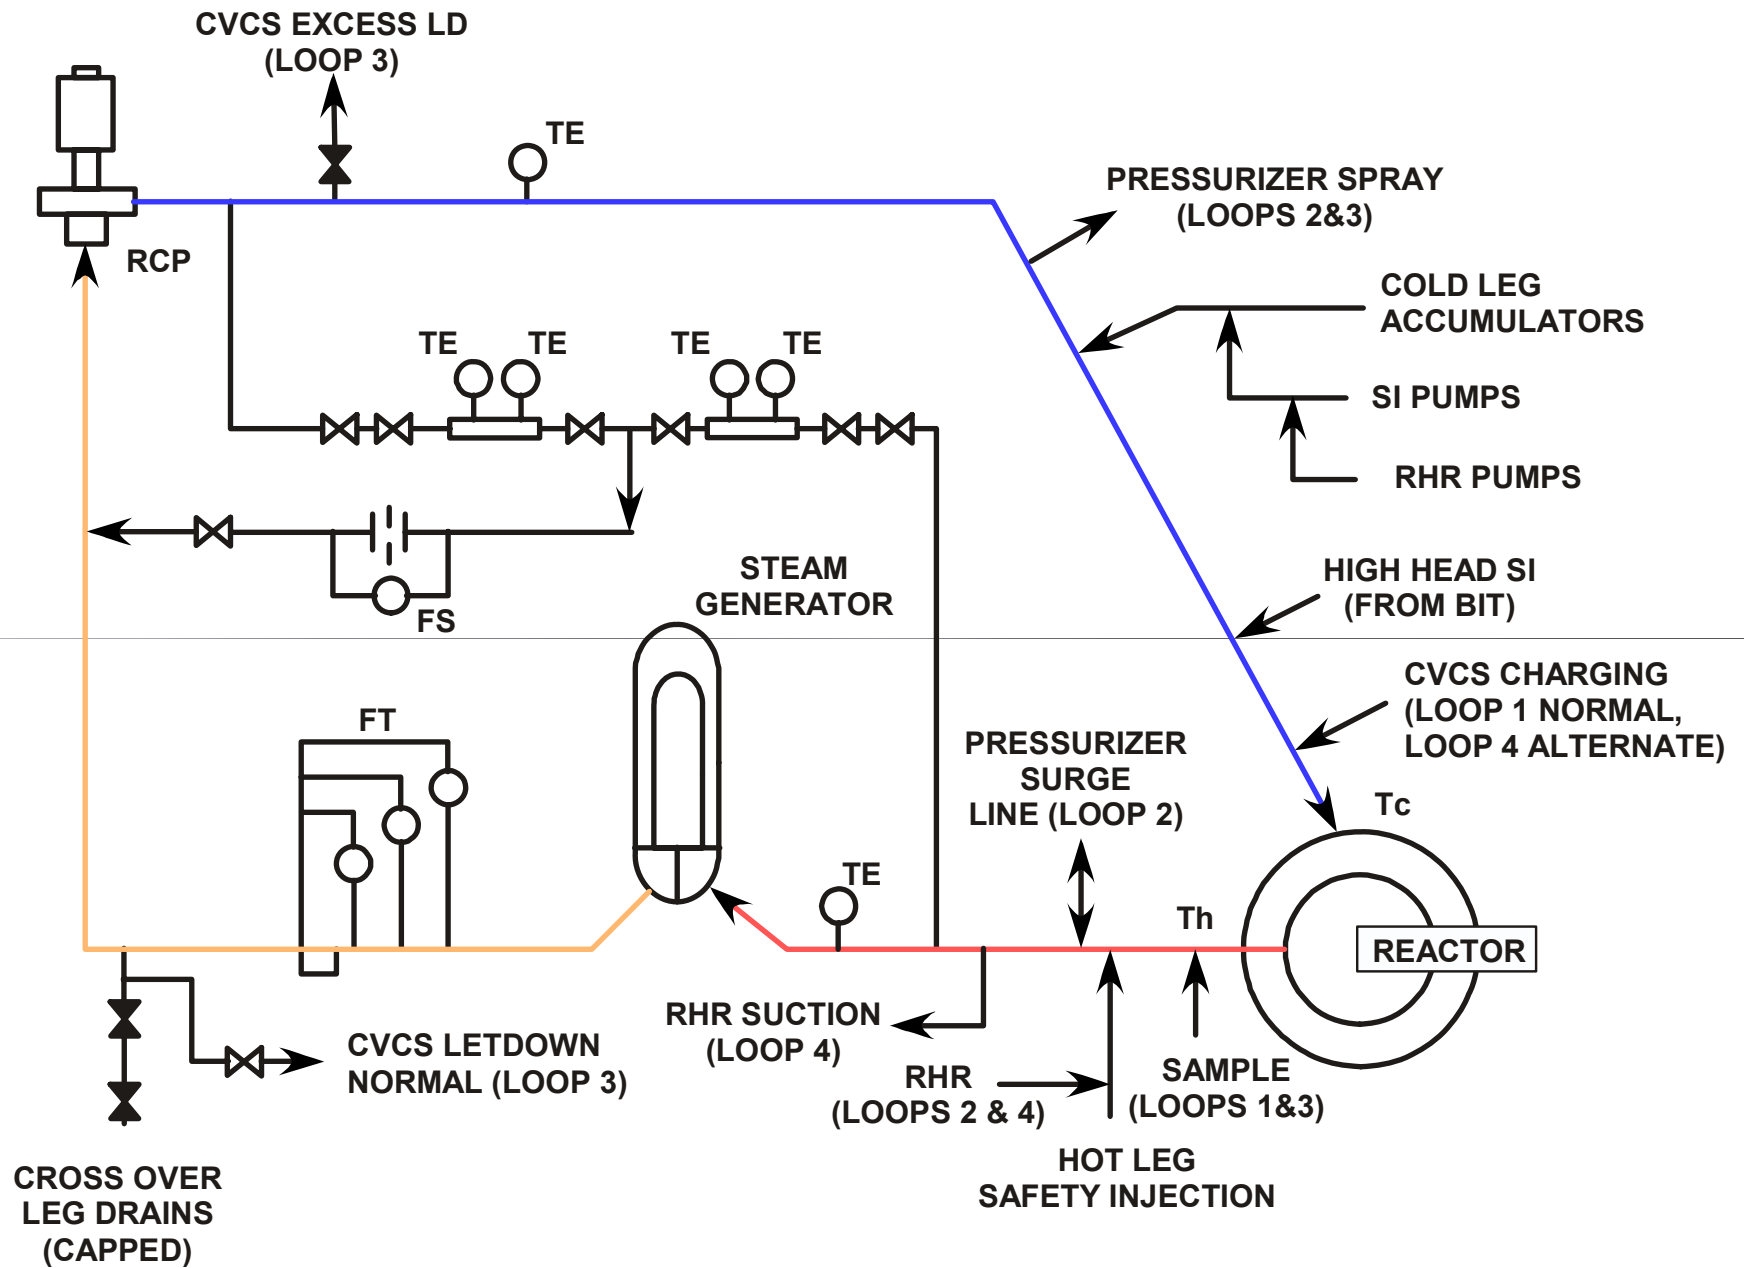 CVCS EXCESS LD
(LOOP 3)
TE
PRESSURIZER SPRAY
(LOOPS 2&3)
RCP
COLD LEG
ACCUMULATORS
TE
TE
TE
TE
SI PUMPS
RHR PUMPS
STEAM
GENERATOR
HIGH HEAD SI
(FROM BIT)
FS
CVCS CHARGING
(LOOP 1 NORMAL,
LOOP 4 ALTERNATE)
FT
PRESSURIZER
SURGE
LINE (LOOP 2)
Tc
TE
Th
REACTOR
RHR SUCTION
(LOOP 4)
CVCS LETDOWN
NORMAL (LOOP 3)
RHR
(LOOPS 2 & 4)
SAMPLE
(LOOPS 1&3)
HOT LEG
SAFETY INJECTION
CROSS OVER
LEG DRAINS
(CAPPED)